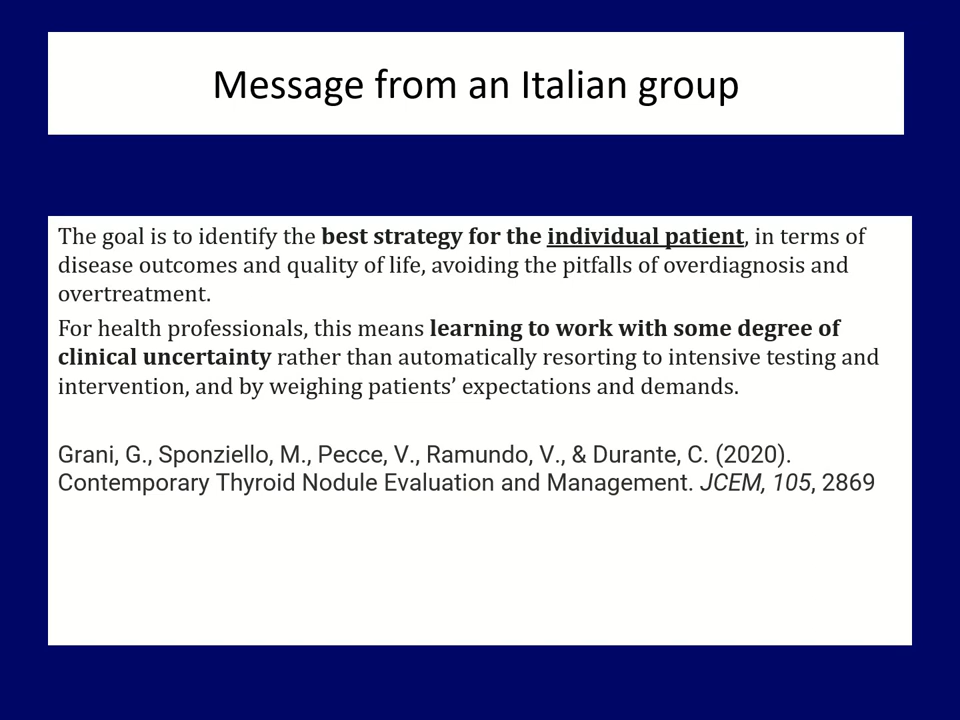 Message from an Italian group
The goal is to identify the best strategy for the individual patient, in terms of
disease outcomes and quality of life, avoiding the pitfalls of overdiagnosis and
overtreatment.
For health professionals, this means learning to work with some degree of
clinical uncertainty rather than automatically resorting to intensive testing and
intervention, and by weighing patients’ expectations and demands.
Grani, G., Sponziello, M., Pecce, V., Ramundo, V., & Durante, C. (2020).
Contemporary Thyroid Nodule Evaluation and Management. JCEM, 105, 2869